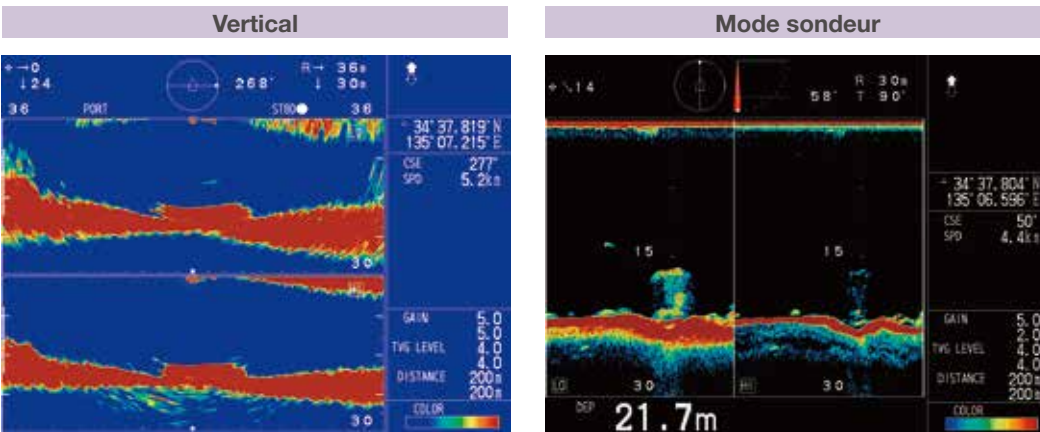 Vertical
→0
↓24
268°
R→ 36m
↓ 30m
36
PORT
STBD
36
34°37.819'N
135°07.215'E
CSE 277°
SPD 5.2kn
30
GAIN 5.0
5.0
TVG LEVEL 4.0
4.0
DISTANCE 200m
200m
COLOR
30
Mode sondeur
14
58°
R 30m
T 90°
34°37.804'N
135°06.596'E
CSE 50°
SPD 4.4kn
15
15
GAIN 5.0
2.0
TVG LEVEL 4.0
4.0
DISTANCE 200m
200m
COLOR
LO
30
HI
30
DEP 21.7m